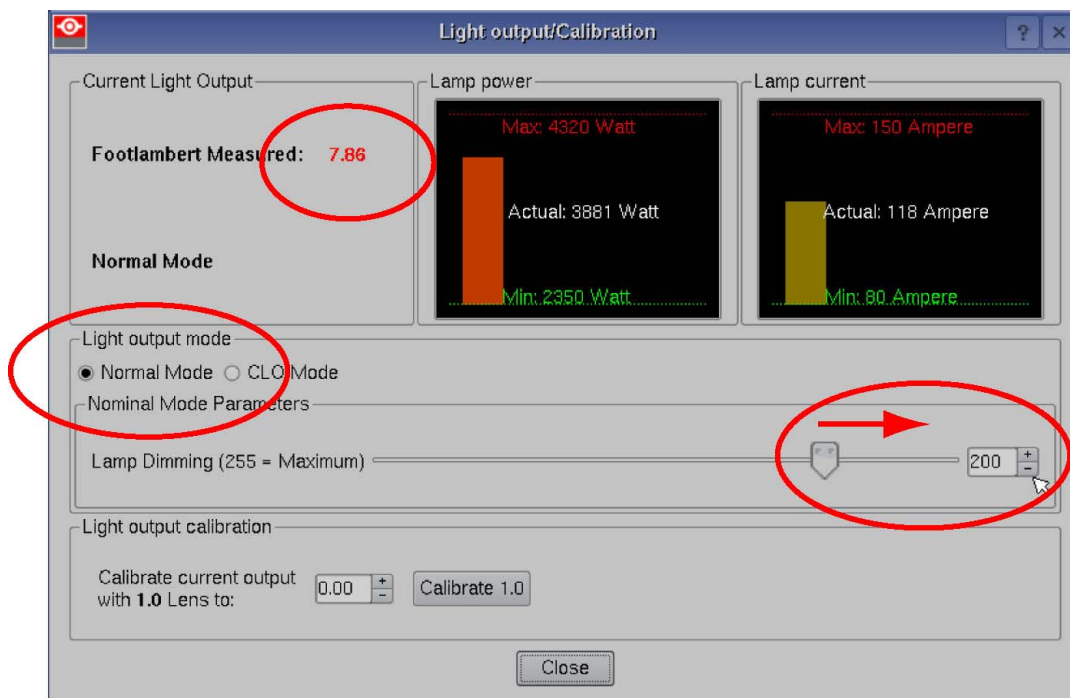 Light output/Calibration
? ×
Current Light Output
Footlambert Measured: 7.86
Normal Mode
Lamp power
Max: 4320 Watt
Actual: 3881 Watt
Min: 2350 Watt
Lamp current
Max: 150 Ampere
Actual: 118 Ampere
Min: 80 Ampere
Light output mode
Normal Mode CLO Mode
Nominal Mode Parameters
Lamp Dimming (255 = Maximum) 200
Light output calibration
Calibrate current output
with 1.0 Lens to:
0.00
Calibrate 1.0
Close